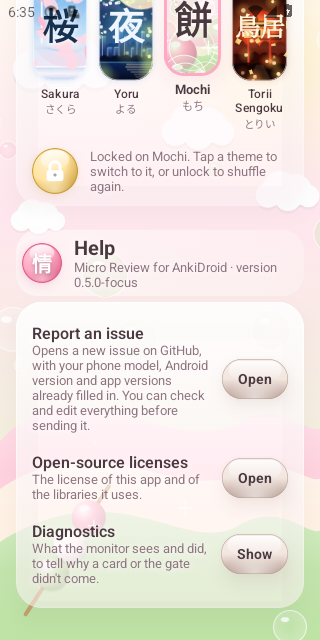 6:35
桜
夜
餅
鳥居
Sakura
さくら
Yoru
よる
Mochi
もち
Torii
Sengoku
とりい
Locked on Mochi. Tap a theme to
switch to it, or unlock to shuffle
again.
情
Help
Micro Review for AnkiDroid · version
0.5.0-focus
Report an issue
Opens a new issue on GitHub,
with your phone model, Android
version and app versions
already filled in. You can check
and edit everything before
sending it.
Open
Open-source licenses
The license of this app and of
the libraries it uses.
Open
Diagnostics
What the monitor sees and did,
to tell why a card or the gate
didn't come.
Show